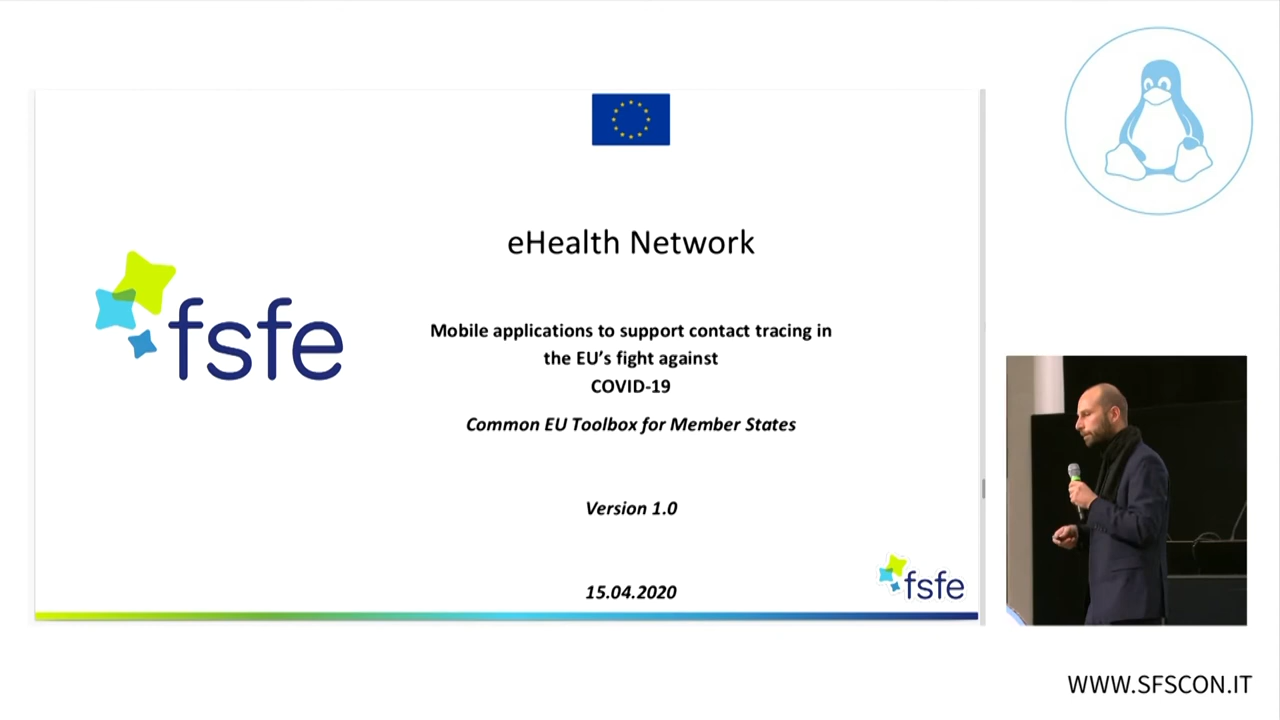 eHealth Network
fsfe
Mobile applications to support contact tracing in
the EU’s fight against
COVID-19
Common EU Toolbox for Member States
Version 1.0
15.04.2020
fsfe
WWW.SFSCON.IT